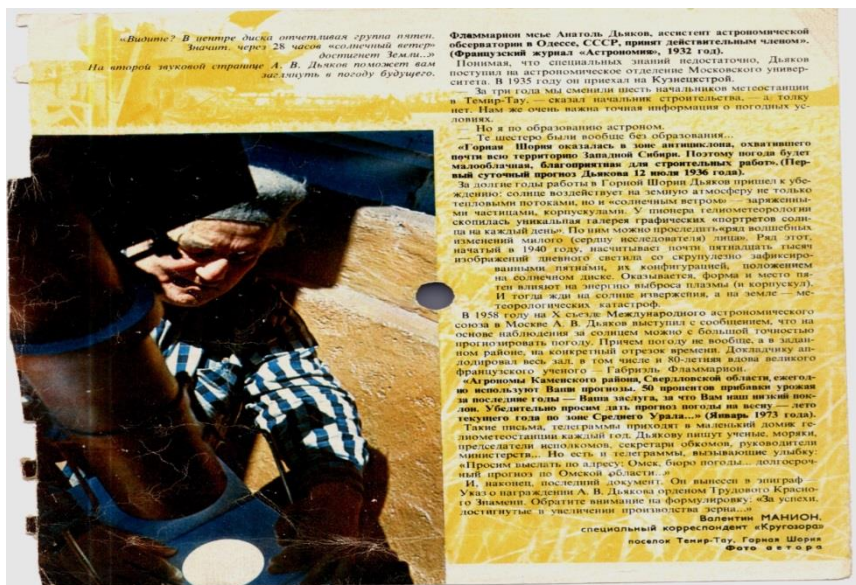 «Видите? В центре диска отчетливая группа пятен.
Значит, через 28 часов «солнечный ветер»
достигнет Земли...»
На второй звуковой странице А. В. Дьяков поможет вам
заглянуть в погоду будущего.
Фламмарион мсье Анатоль Дьяков, ассистент астрономической
обсерватории в Одессе, СССР, принят действительным членом».
(Французский журнал «Астрономия», 1932 год).
Понимая, что специальных знаний недостаточно, Дьяков
поступил на астрономическое отделение Московского универ-
ситета. В 1935 году он приехал на Кузнецкстрой.
— За три года мы сменили шесть начальников метеостанции
в Темир-Тау, — сказал начальник строительства, — а толку
нет. Нам же очень важна точная информация о погодных ус-
ловиях.
— Но я по образованию астроном.
— Те шестеро были вообще без образования...
«Горная Шория оказалась в зоне антициклона, охватившего
почти всю территорию Западной Сибири. Поэтому погода будет
малооблачная, благоприятная для строительных работ». (Пер-
вый суточный прогноз Дьякова 12 июля 1936 года).
За долгие годы работы в Горной Шории Дьяков пришел к убе-
ждению: солнце воздействует на земную атмосферу не только
тепловыми потоками, но и «солнечным ветром» — заряженны-
ми частицами, корпускулами. У пионера гелиометеорологии
скопилась уникальная галерея графических «портретов солн-
ца на каждый день». По ним можно проследить «ряд волшебных
изменений милого (сердцу исследователя) лица». Ряд этот,
начатый в 1940 году, насчитывает почти пятнадцать тысяч
изображений дневного светила со скрупулезно зафиксиро-
ванными пятнами, их конфигурацией, положением
на солнечном диске. Оказывается, форма и место пя-
тен влияют на энергию выброса плазмы (и корпускул).
И тогда жди на солнце извержения, а на земле — ме-
теорологических катастроф.
В 1958 году на X съезде Международного астрономического
союза в Москве А. В. Дьяков выступил с сообщением, что на
основе наблюдения за солнцем можно с большой точностью
прогнозировать погоду. Причем погоду не вообще, а в задан-
ном районе, на конкретный отрезок времени. Докладчику ап-
лодировал весь зал, в том числе и 80-летняя вдова великого
французского ученого — Габриэль Фламмарион.
«Агрономы Каменского района, Свердловской области, ежегод-
но используют Ваши прогнозы. 50 процентов прибавки урожая
за последние годы — Ваша заслуга, за что Вам наш низкий пок-
лон. Убедительно просим дать прогноз погоды на весну — лето
текущего года по зоне Среднего Урала...» (Январь 1973 года).
Такие письма, телеграммы приходят в маленький домик ге-
лиометеостанции каждый год. Дьякову пишут ученые, моряки,
председатели исполкомов, секретари обкомов, руководители
министерств... Но есть и телеграммы, вызывающие улыбку:
«Просим выслать по адресу: Омск, бюро погоды... долгосроч-
ный прогноз по Омской области...»
И, наконец, последний документ. Он вынесен в эпиграф —
Указ о награждении А. В. Дьякова орденом Трудового Красно-
го Знамени. Обратите внимание на формулировку: «За успехи,
достигнутые в увеличении производства зерна...»
Валентин МАНИОН,
специальный корреспондент «Кругозора»
поселок Темир-Тау, Горная Шория
Фото автора